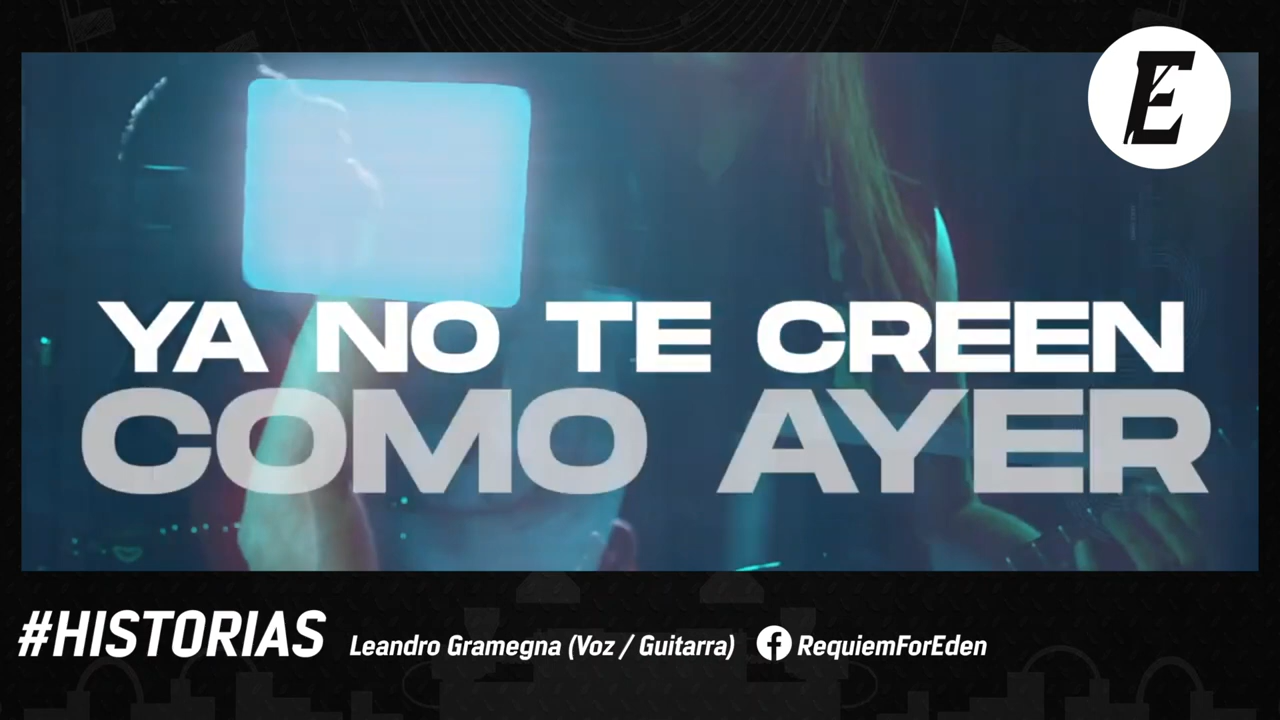 E
YA NO TE CREEN
COMO AYER
#HISTORIAS
Leandro Gramegna (Voz / Guitarra)
RequiemForEden